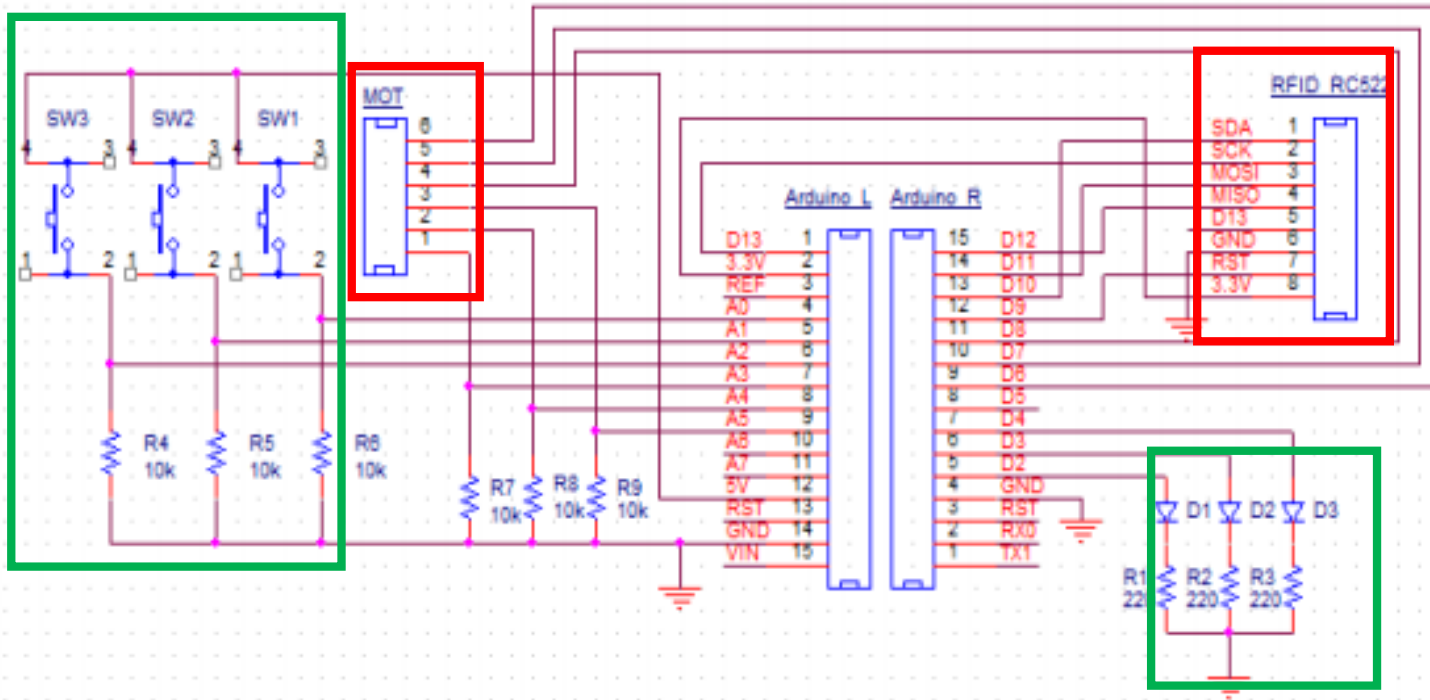 MOT
RFID RC522
SW3 SW2 SW1
4 3 4 3 4 3
1 2 1 2 1 2
6
5
4
3
2
1
SDA 1
SCK 2
MOSI 3
MISO 4
D13 5
GND 6
RST 7
3.3V 8
Arduino L Arduino R
D13 1 15 D12
3.3V 2 14 D11
REF 3 13 D10
A0 4 12 D9
A1 5 11 D8
A2 6 10 D7
A3 7 9 D6
A4 8 8 D5
A5 9 7 D4
A6 10 6 D3
A7 11 5 D2
5V 12 4 GND
RST 13 3 RST
GND 14 2 RX0
VIN 15 1 TX1
R4 R5 R6
10k 10k 10k
R7 R8 R9
10k 10k 10k
D1 D2 D3
R1 R2 R3
220 220 220